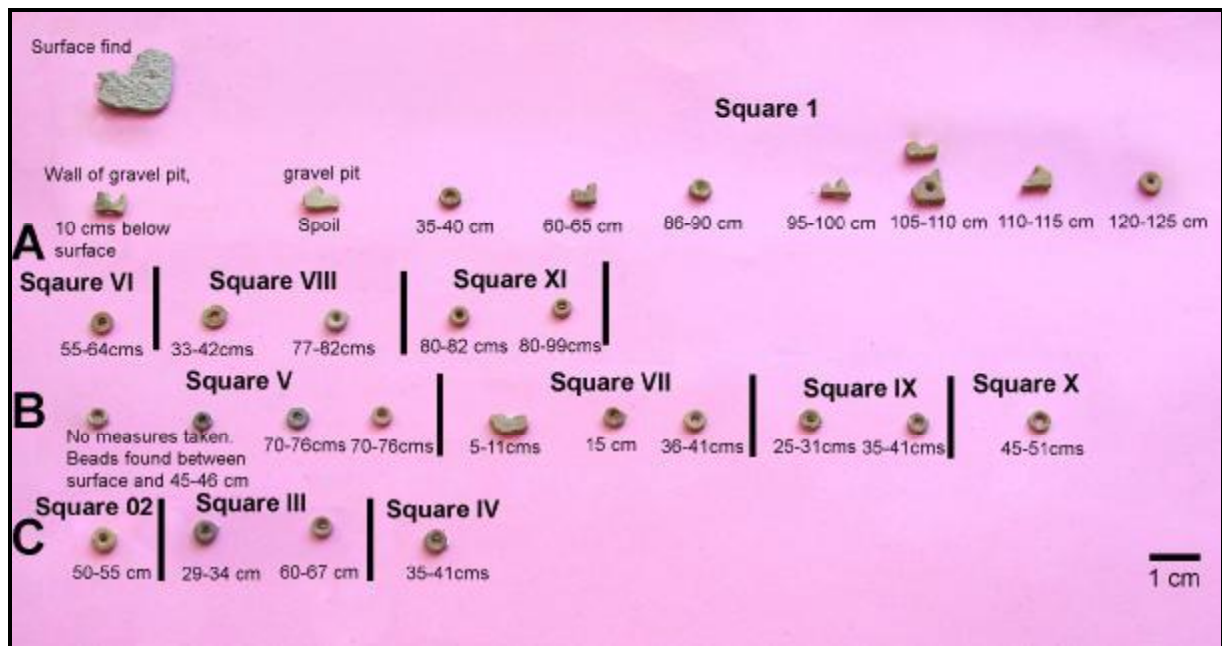 Surface find
Square 1
Wall of gravel pit,
10 cms below
surface
gravel pit
Spoil
35-40 cm
60-65 cm
86-90 cm
95-100 cm
105-110 cm
110-115 cm
120-125 cm
A
Sqaure VI
Square VIII
Square XI
55-64cms
33-42cms
77-82cms
80-82 cms
80-99cms
B
Square V
Square VII
Square IX
Square X
No measures taken.
Beads found between
surface and 45-46 cm
70-76cms
70-76cms
5-11cms
15 cm
36-41cms
25-31cms
35-41cms
45-51cms
C
Square 02
Square III
Square IV
50-55 cm
29-34 cm
60-67 cm
35-41cms
1 cm